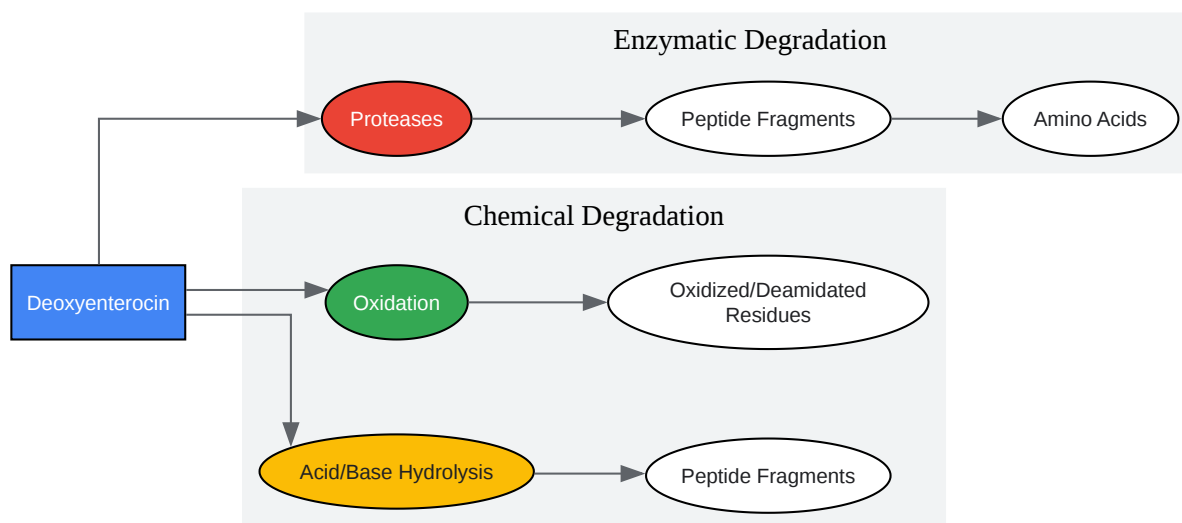 Enzymatic Degradation
Proteases
Peptide Fragments
Amino Acids
Chemical Degradation
Deoxyenterocin
Oxidation
Oxidized/Deamidated
Residues
Acid/Base Hydrolysis
Peptide Fragments